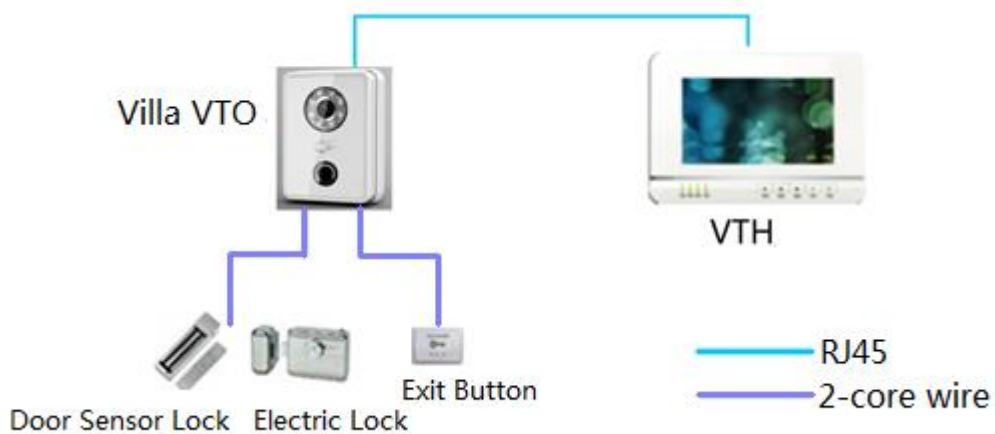 Villa VTO
VTH
Exit Button
Door Sensor Lock
Electric Lock
RJ45
2-core wire